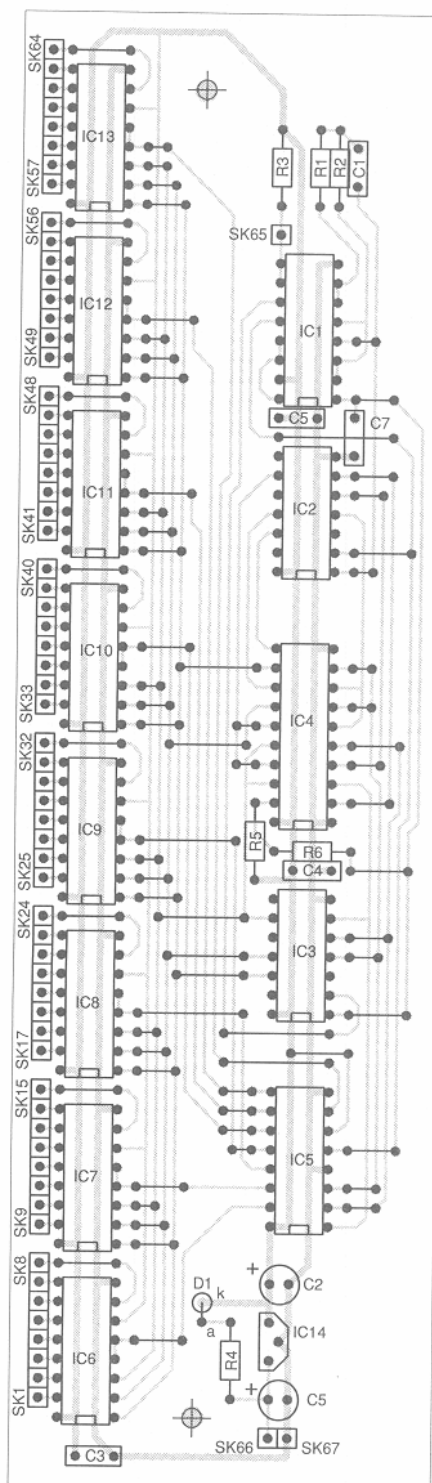 SK64
IC13
SK57
R3
R1
R2
C1
SK56
SK65
IC12
IC1
SK49
SK48
C5
C7
IC11
IC2
SK41
SK40
IC10
SK33
IC4
SK32
IC9
R5
R6
SK25
C4
SK24
IC3
IC8
SK17
SK15
IC5
IC7
SK9
SK8
D1
k
+
C2
a
IC14
IC6
R4
+
C5
SK1
SK66
SK67
C3